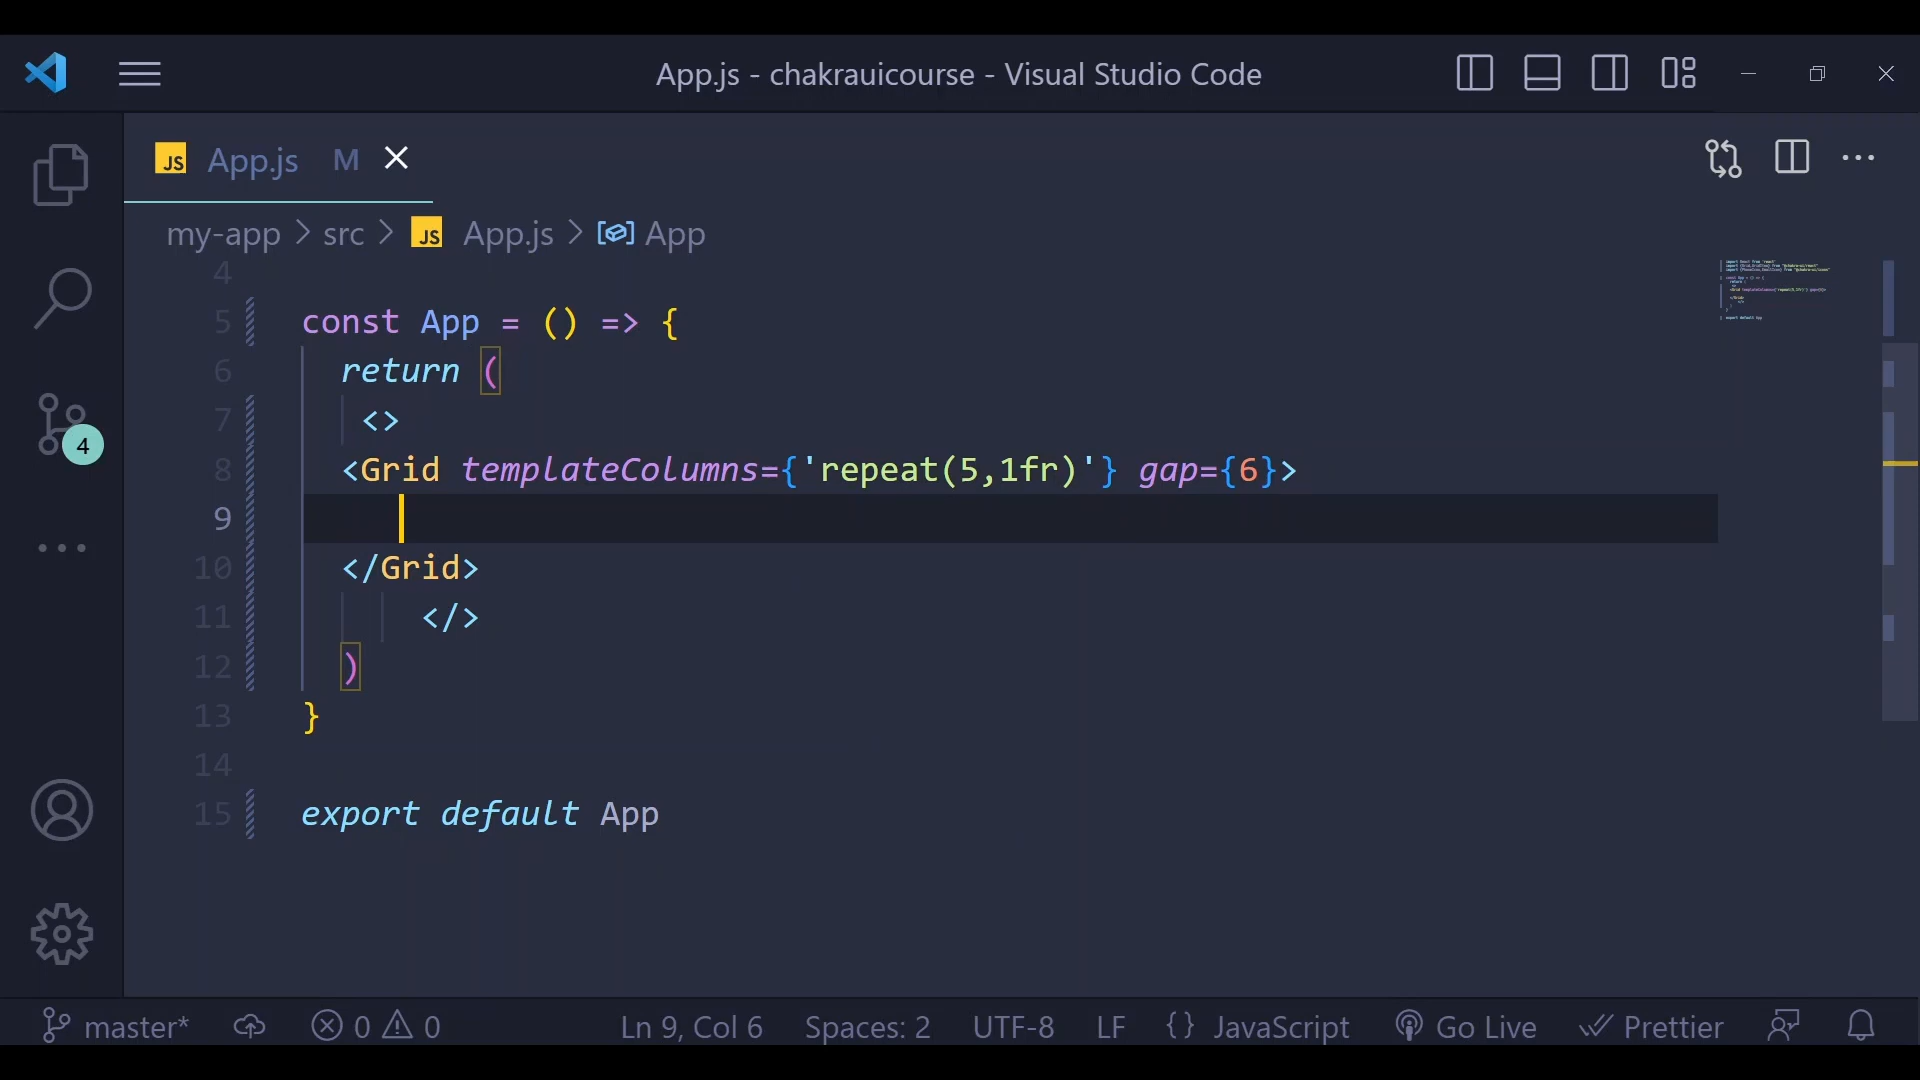 App.js - chakrauicourse - Visual Studio Code
JS App.js M
my-app > src > JS App.js > App
4
5 const App = () => {
6 return (
7 <>
8 <Grid templateColumns={'repeat(5,1fr)'} gap={6}>
9
10 </Grid>
11 </>
12 )
13 }
14
15 export default App
4
master* 0 0 Ln 9, Col 6 Spaces: 2 UTF-8 LF {} JavaScript Go Live Prettier